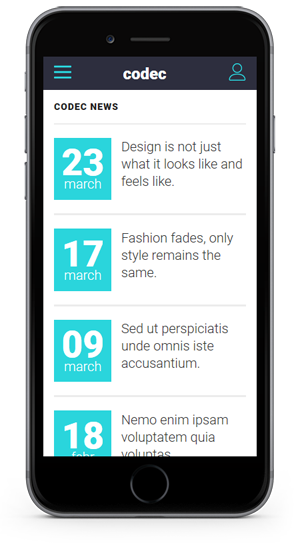 codec
CODEC NEWS
23
march
Design is not just
what it looks like and
feels like.
17
march
Fashion fades, only
style remains the
same.
09
march
Sed ut perspiciatis
unde omnis iste
accusantium.
18
febr
Nemo enim ipsam
voluptatem quia
voluptas